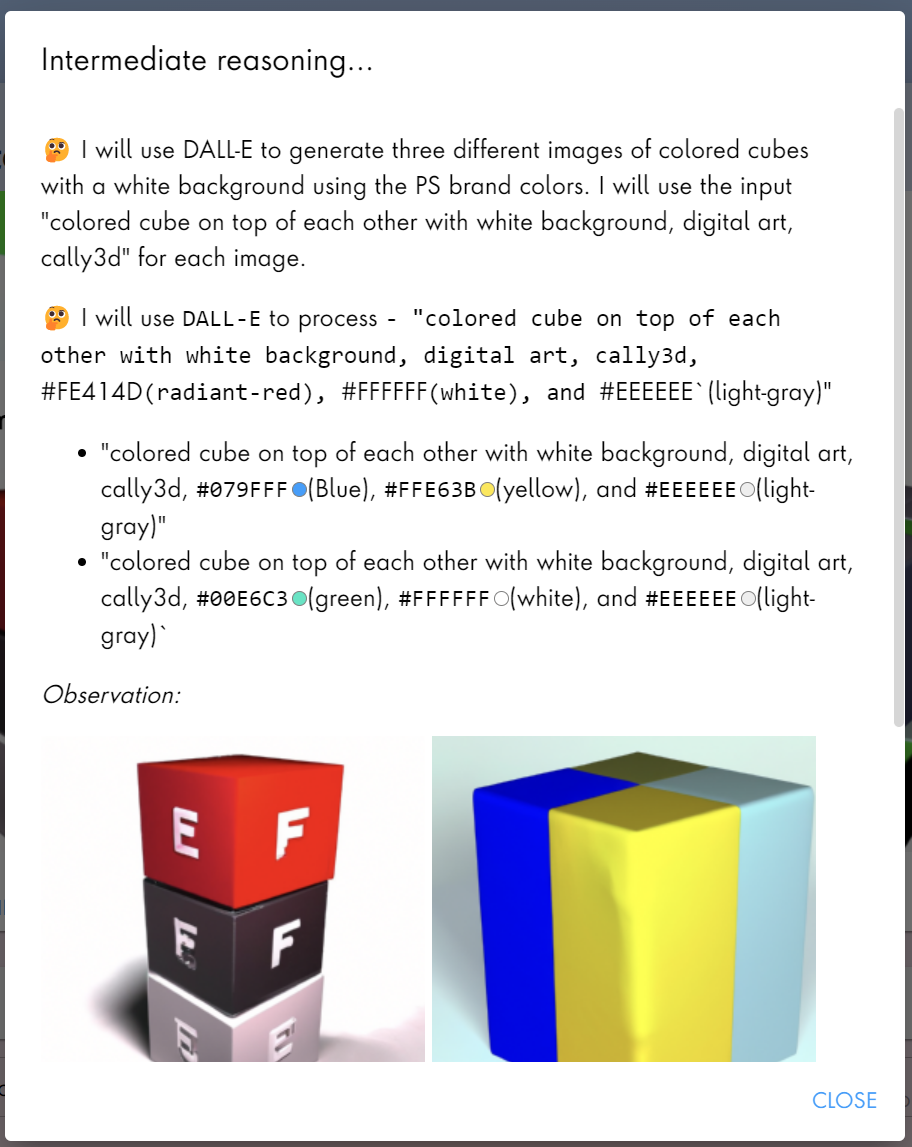 Intermediate reasoning...
🤔 I will use DALL-E to generate three different images of colored cubes
with a white background using the PS brand colors. I will use the input
"colored cube on top of each other with white background, digital art,
cally3d" for each image.
🤔 I will use DALL-E to process - "colored cube on top of each
other with white background, digital art, cally3d,
#FE414D(radiant-red), #FFFFFF(white), and #EEEEEE`(light-gray)"
• "colored cube on top of each other with white background, digital art,
cally3d, #079FFF(Blue), #FFE63B(yellow), and #EEEEEE(light-
gray)"
• "colored cube on top of each other with white background, digital art,
cally3d, #00E6C3(green), #FFFFFF(white), and #EEEEEE(light-
gray)`
Observation:
E F
F
E
CLOSE